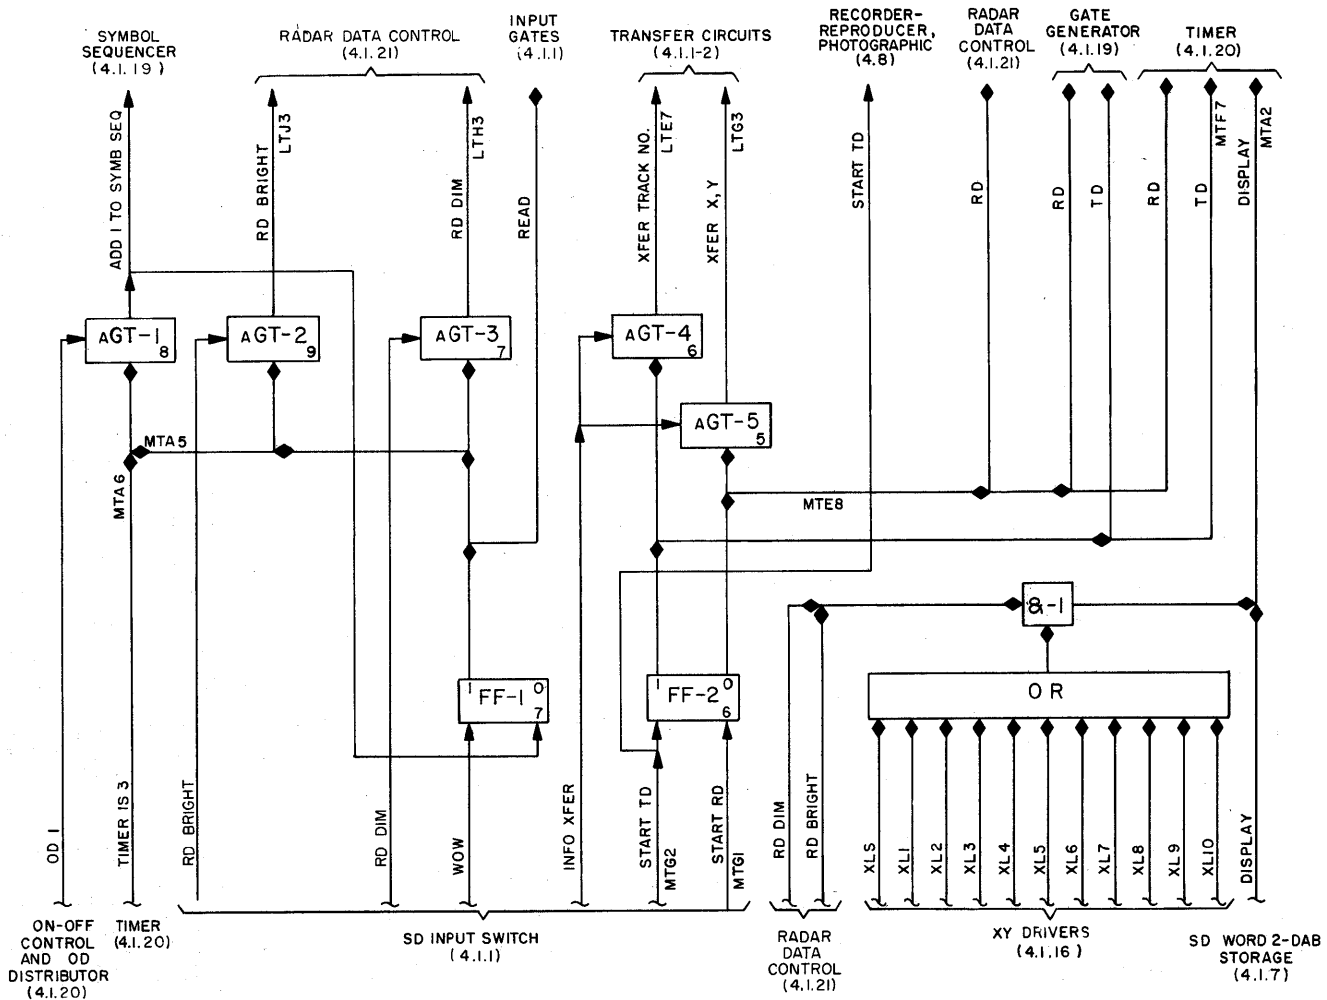 SYMBOL
SEQUENCER
(4.1.19)
RADAR DATA CONTROL
(4.1.21)
INPUT
GATES
(4.1.1)
TRANSFER CIRCUITS
(4.1.1-2)
RECORDER-
REPRODUCER,
PHOTOGRAPHIC
(4.8)
RADAR
DATA
CONTROL
(4.1.21)
GATE
GENERATOR
(4.1.19)
TIMER
(4.1.20)
ADD 1 TO SYMB SEQ
RD BRIGHT
LTJ3
RD DIM
LTH3
READ
XFER TRACK NO.
LTE7
XFER X,Y
LTG3
START TD
RD
RD
TD
RD
TD
MTF7
DISPLAY
MTA2
AGT-1
8
AGT-2
9
AGT-3
7
AGT-4
6
AGT-5
5
MTA5
MTA6
MTE8
&-1
OR
1 FF-1 0
7
1 FF-2 0
6
OD 1
TIMER IS 3
RD BRIGHT
RD DIM
WOW
INFO XFER
START TD
MTG2
START RD
MTG1
RD DIM
RD BRIGHT
XLS
XL1
XL2
XL3
XL4
XL5
XL6
XL7
XL8
XL9
XL10
DISPLAY
ON-OFF
CONTROL
AND OD
DISTRIBUTOR
(4.1.20)
TIMER
(4.1.20)
SD INPUT SWITCH
(4.1.1)
RADAR
DATA
CONTROL
(4.1.21)
XY DRIVERS
(4.1.16)
SD WORD 2-DAB
STORAGE
(4.1.7)